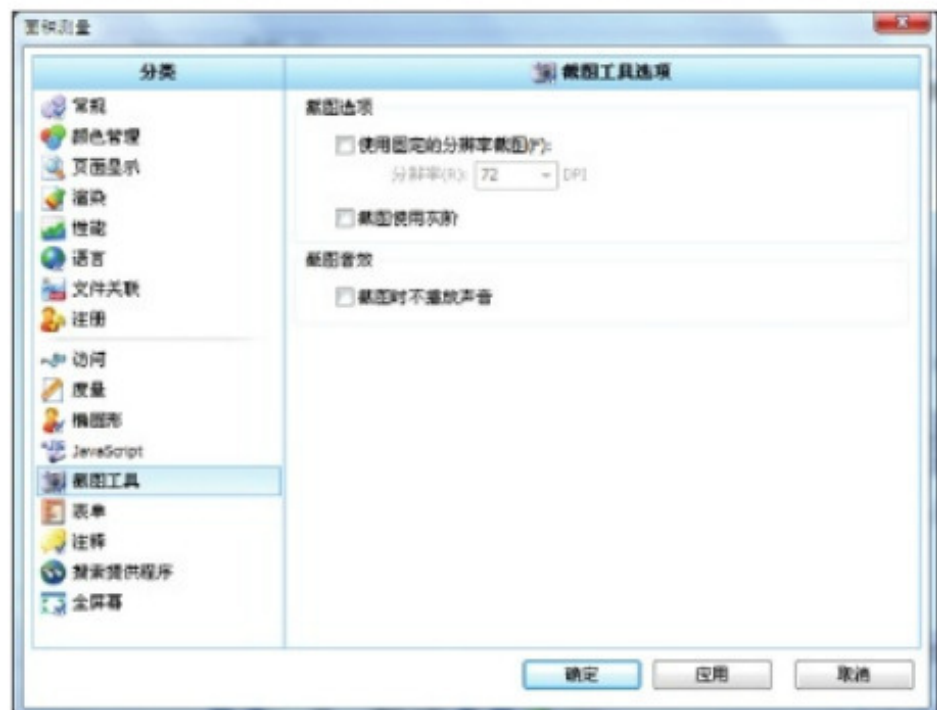 面积测量
分类
常规
颜色管理
页面显示
渲染
性能
语言
文件关联
注册
访问
度量
椭圆形
JavaScript
截图工具
表单
注释
搜索提供程序
全屏幕
截图工具选项
截图选项
使用固定的分辨率截图(F):
分辨率(R): 72 DPI
截图使用灰阶
截图音效
截图时不播放声音
确定 应用 取消